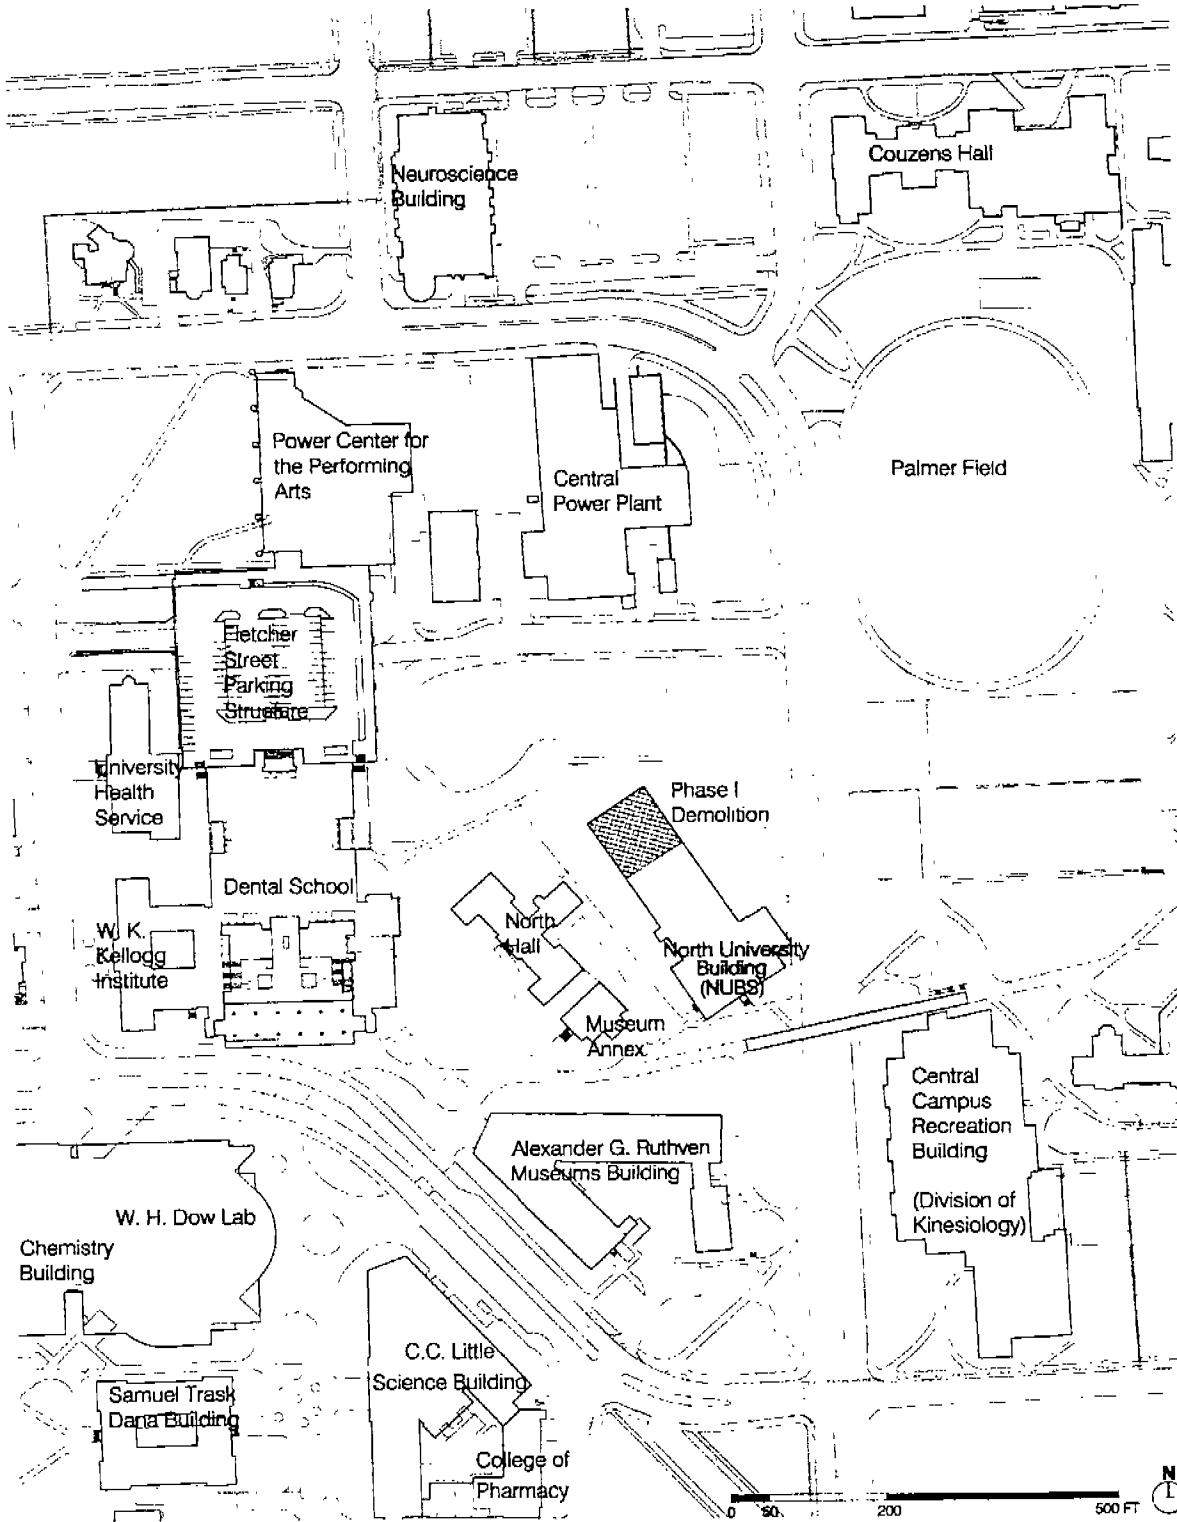 Couzens Hall
Neuroscience
Building
Power Center for
the Performing
Arts
Central
Power Plant
Palmer Field
Fletcher
Street
Parking
Structure
University
Health
Service
Phase I
Demolition
Dental School
North
Hall
W. K.
Kellogg
Institute
North University
Building
(NUBS)
Museum
Annex
Central
Campus
Recreation
Building
(Division of
Kinesiology)
Alexander G. Ruthven
Museums Building
W. H. Dow Lab
Chemistry
Building
C.C. Little
Science Building
Samuel Trask
Dana Building
College of
Pharmacy
N
0 50 200 500 FT